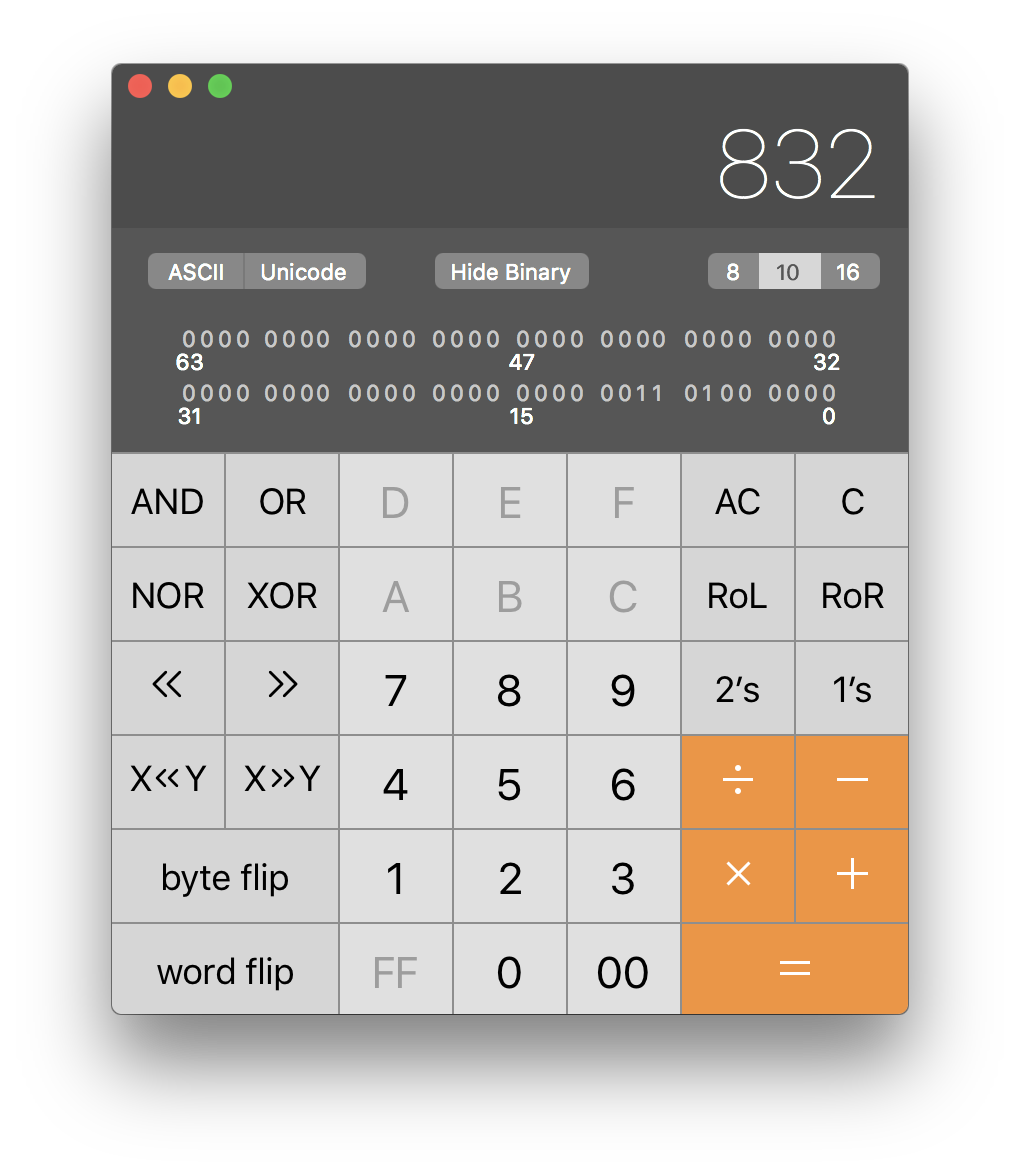 832
ASCII Unicode Hide Binary 8 10 16
0000 0000 0000 0000 0000 0000 0000 0000
63 47 32
0000 0000 0000 0000 0000 0011 0100 0000
31 15 0
AND OR D E F AC C
NOR XOR A B C RoL RoR
« » 7 8 9 2’s 1’s
X«Y X»Y 4 5 6 ÷ −
byte flip 1 2 3 × +
word flip FF 0 00 =